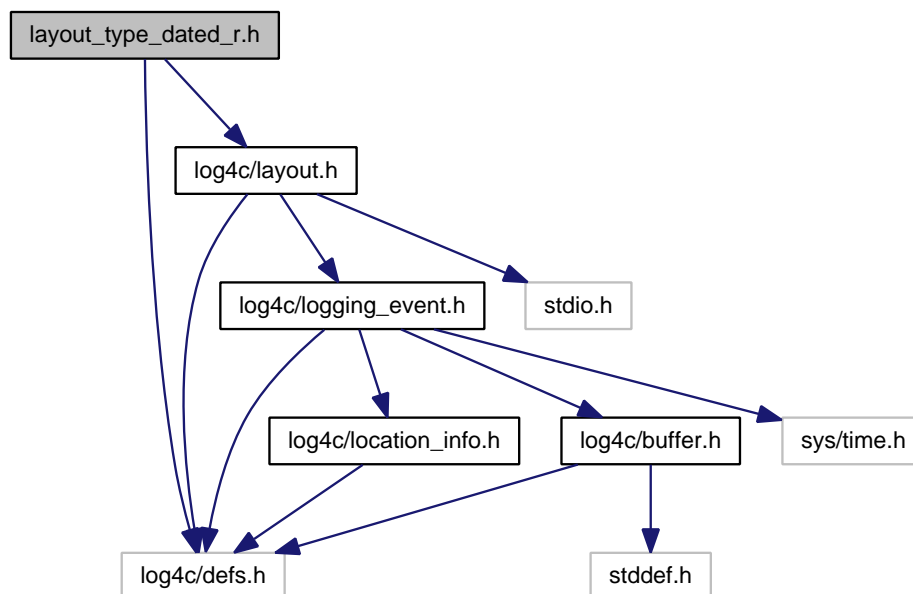 layout_type_dated_r.h
log4c/layout.h
log4c/logging_event.h
stdio.h
log4c/location_info.h
log4c/buffer.h
sys/time.h
log4c/defs.h
stddef.h